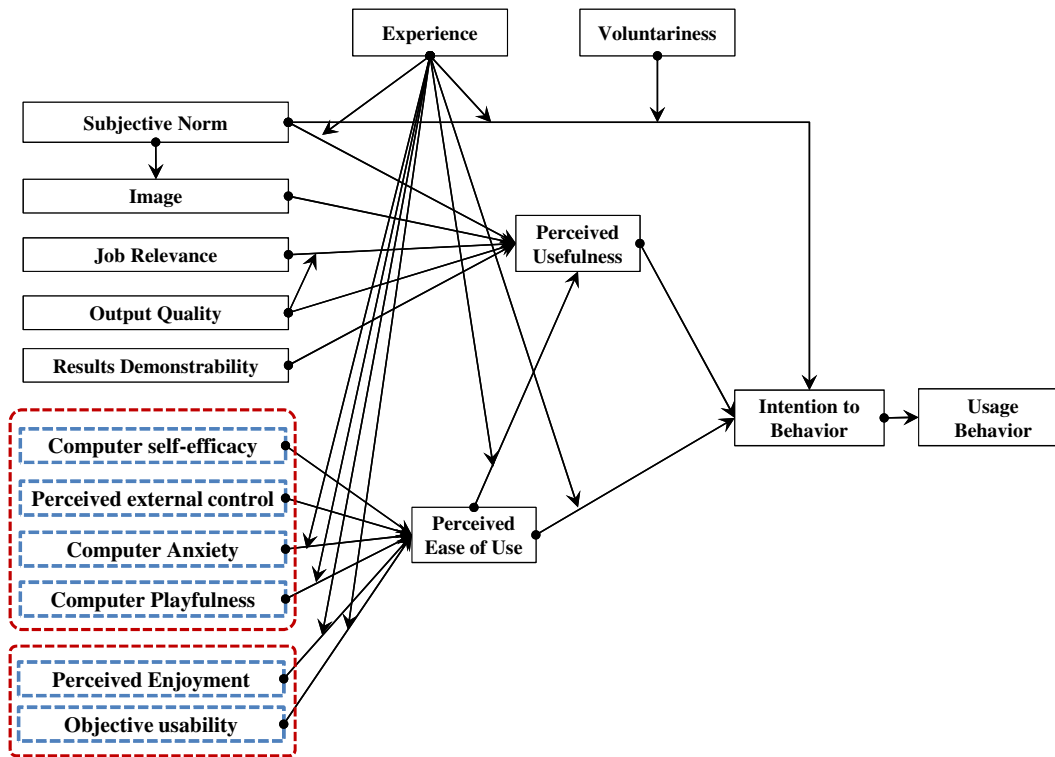 Experience
Voluntariness
Subjective Norm
Image
Job Relevance
Output Quality
Results Demonstrability
Perceived
Usefulness
Computer self-efficacy
Perceived external control
Computer Anxiety
Computer Playfulness
Perceived Enjoyment
Objective usability
Perceived
Ease of Use
Intention to
Behavior
Usage
Behavior